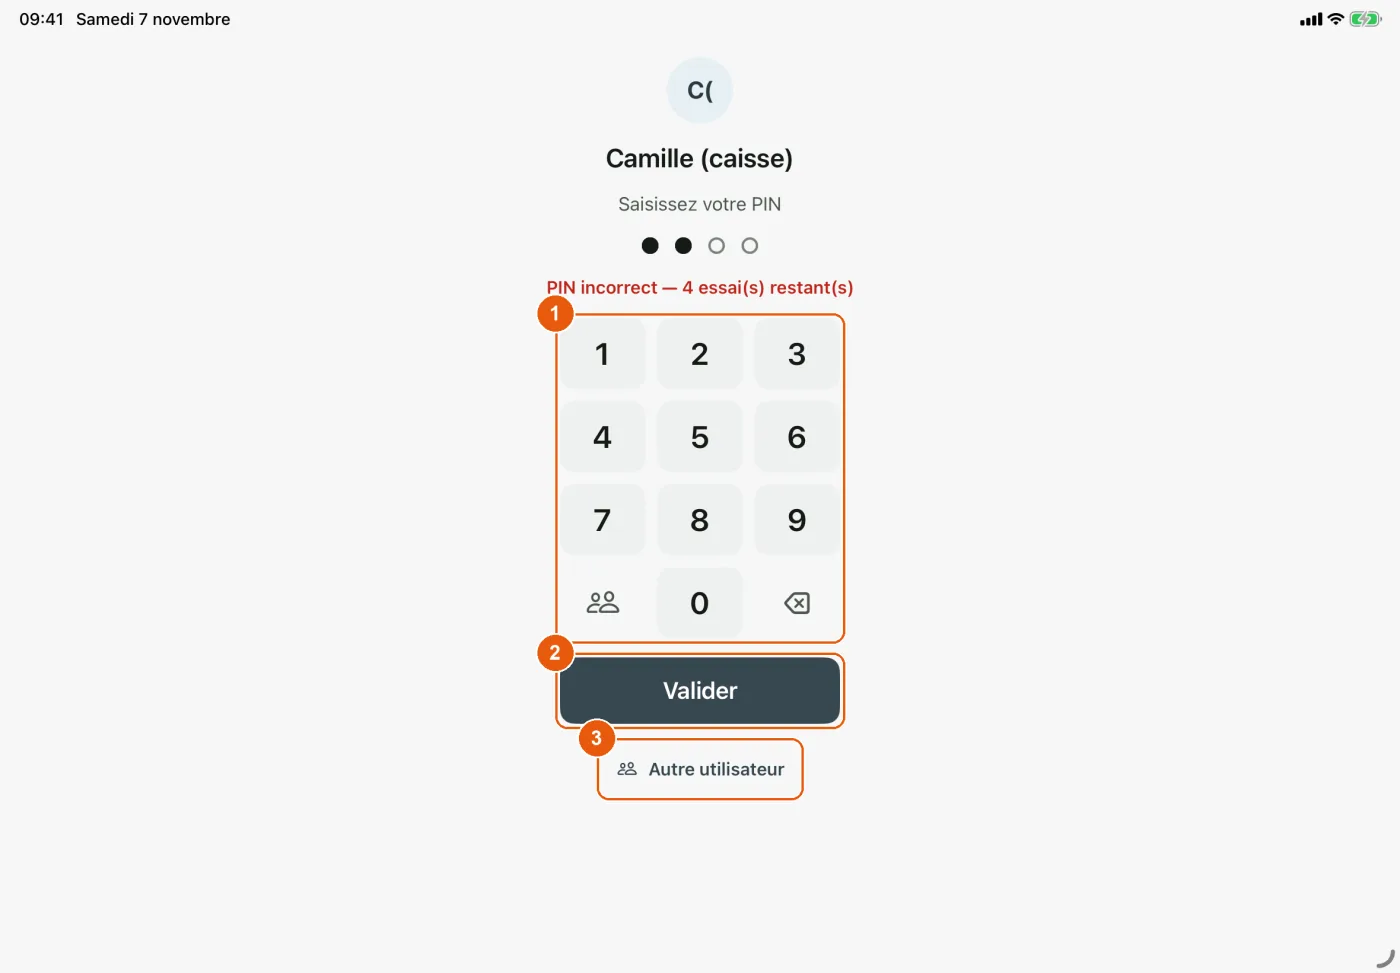 09:41 Samedi 7 novembre
C(
Camille (caisse)
Saisissez votre PIN
PIN incorrect — 4 essai(s) restant(s)
1
1 2 3
4 5 6
7 8 9
0
2
Valider
3
Autre utilisateur